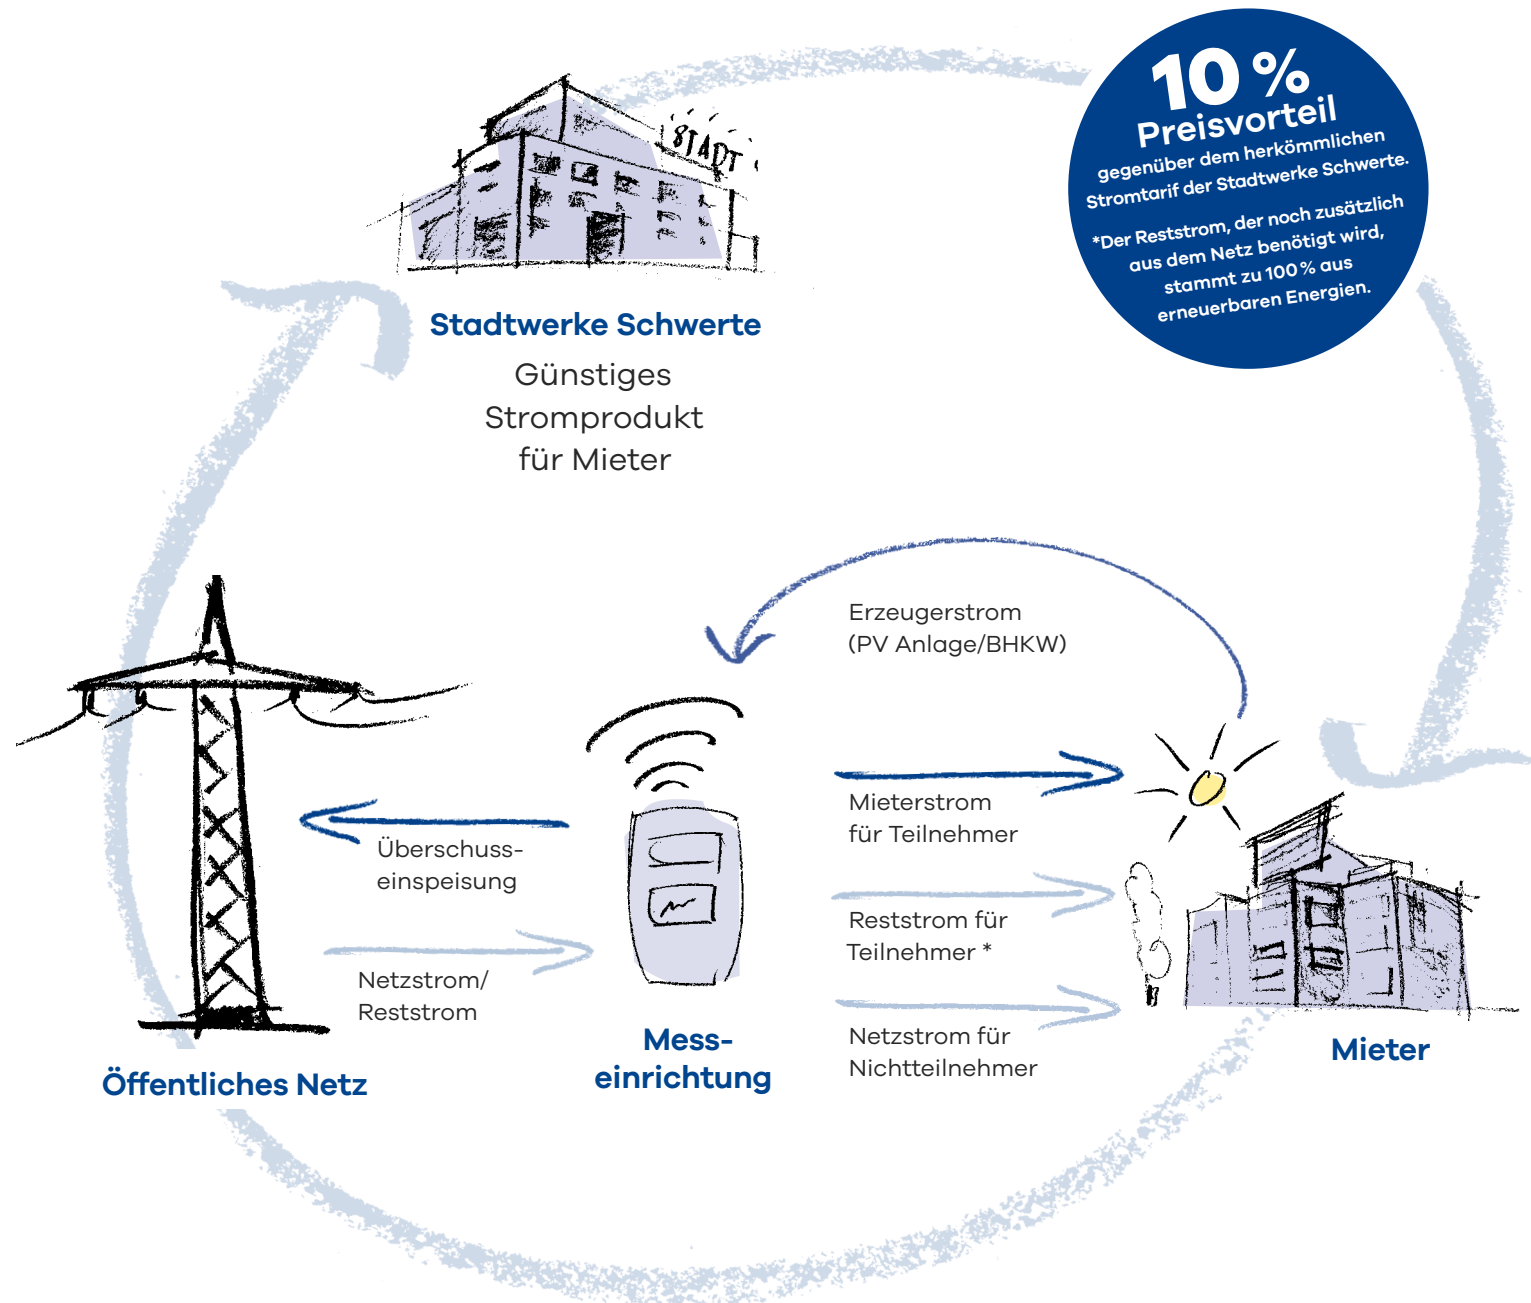 10 %
Preisvorteil
gegenüber dem herkömmlichen
Stromtarif der Stadtwerke Schwerte.
*Der Reststrom, der noch zusätzlich
aus dem Netz benötigt wird,
stammt zu 100 % aus
erneuerbaren Energien.
STADT
Stadtwerke Schwerte
Günstiges
Stromprodukt
für Mieter
Erzeugerstrom
(PV Anlage/BHKW)
Mieterstrom
für Teilnehmer
Überschuss-
einspeisung
Reststrom für
Teilnehmer *
Netzstrom/
Reststrom
Netzstrom für
Nichtteilnehmer
Öffentliches Netz
Mess-
einrichtung
Mieter